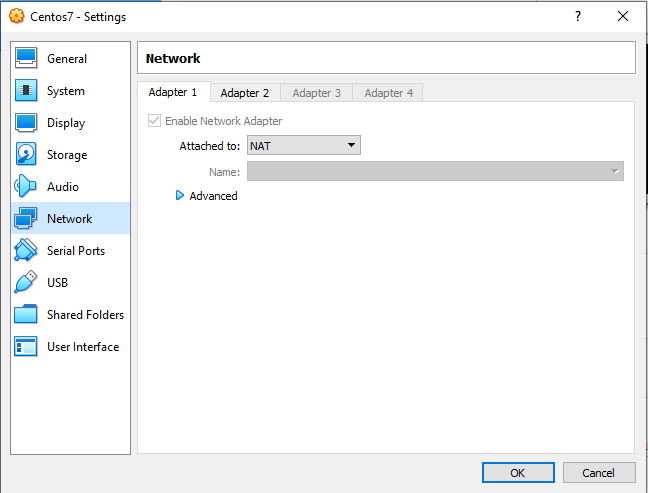 Centos7 - Settings
General
System
Display
Storage
Audio
Network
Serial Ports
USB
Shared Folders
User Interface
Network
Adapter 1 Adapter 2 Adapter 3 Adapter 4
Enable Network Adapter
Attached to: NAT
Name:
Advanced
OK Cancel